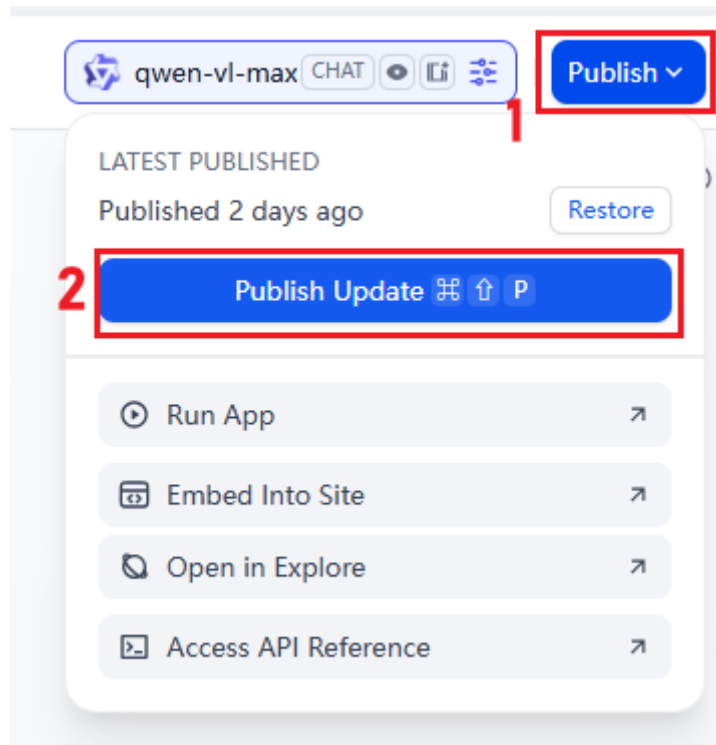 qwen-vl-max CHAT
Publish
1
LATEST PUBLISHED
Published 2 days ago
Restore
2
Publish Update ⌘ ⇧ P
Run App
Embed Into Site
Open in Explore
Access API Reference